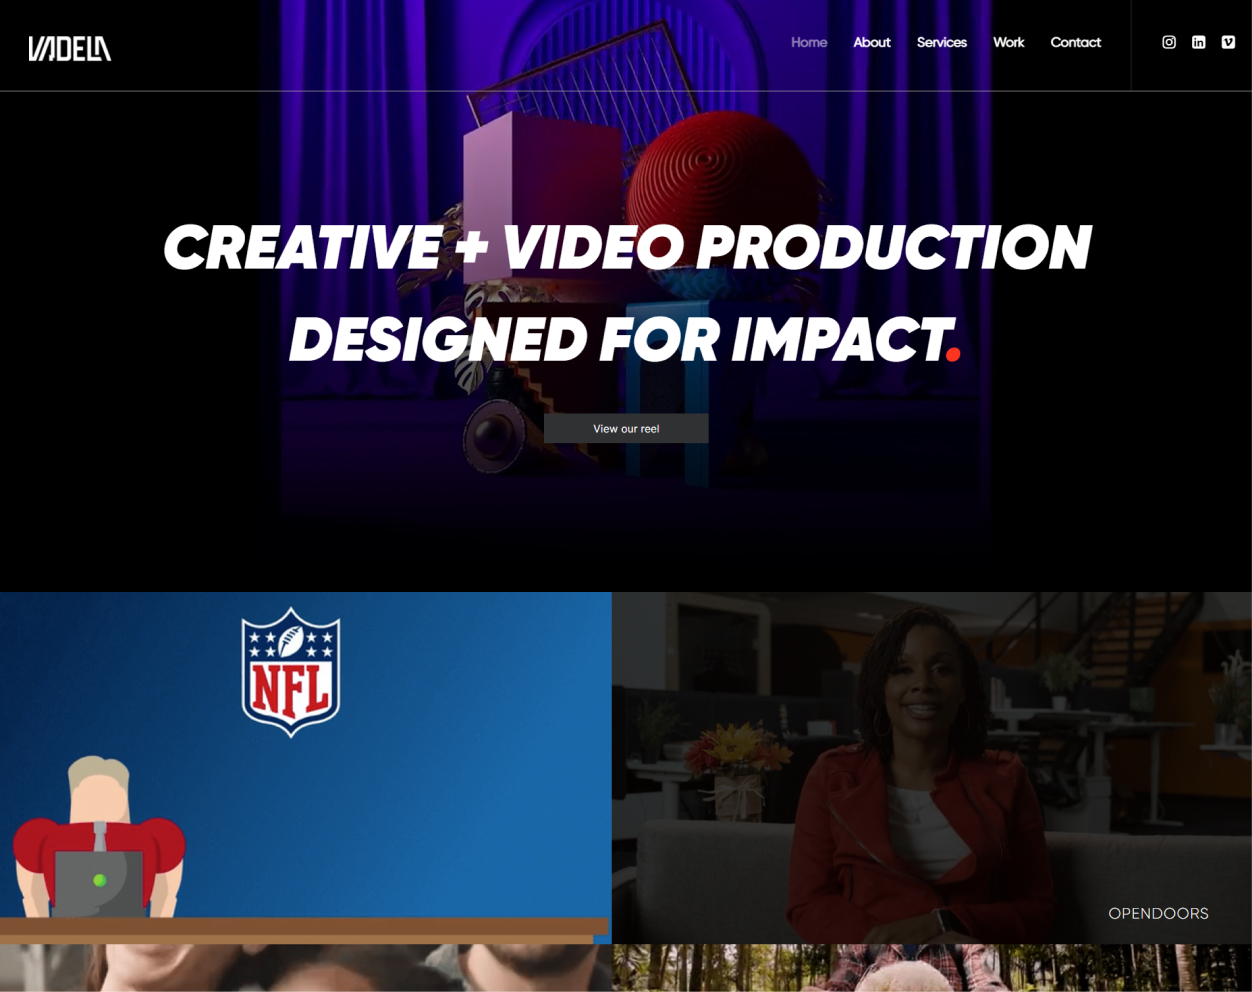 VADELA
Home About Services Work Contact
CREATIVE + VIDEO PRODUCTION
DESIGNED FOR IMPACT.
View our reel
NFL
OPENDOORS